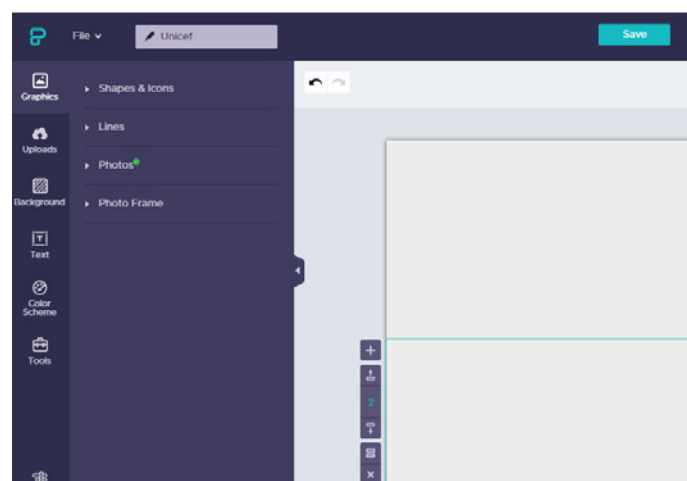 File
Unicef
Save
Graphics
Shapes & Icons
Lines
Uploads
Photos
Background
Photo Frame
Text
Color
Scheme
Tools
2